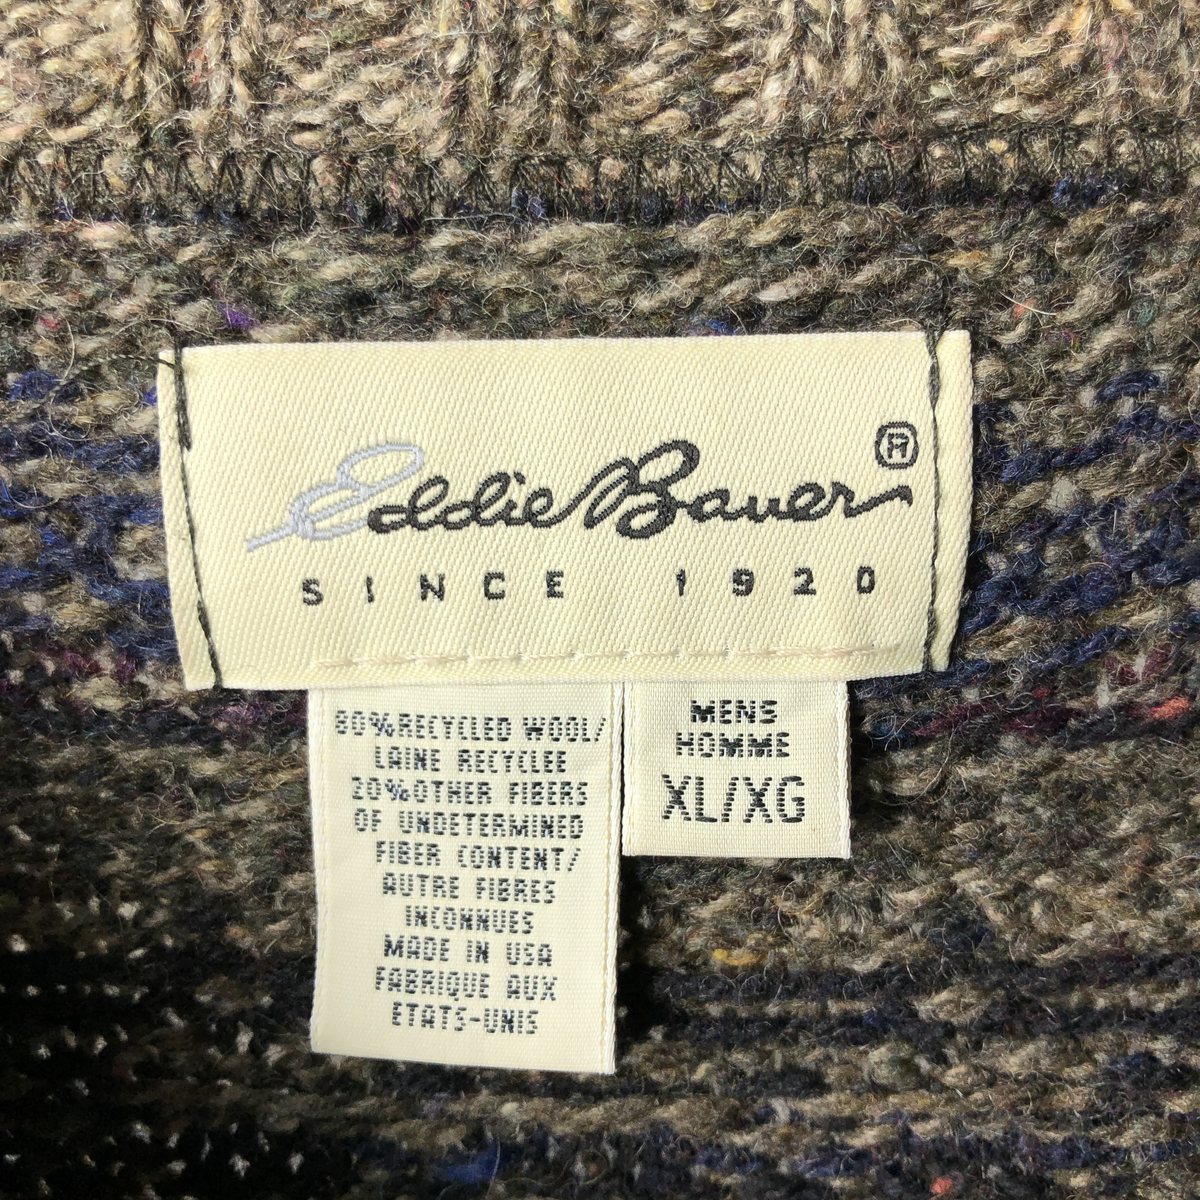 Eddie Bauer ®
SINCE 1920
80% RECYCLED WOOL/
LAINE RECYCLEE
20% OTHER FIBERS
OF UNDETERMINED
FIBER CONTENT/
AUTRE FIBRES
INCONNUES
MADE IN USA
FABRIQUE AUX
ETATS-UNIS
MENS
HOMME
XL/XG